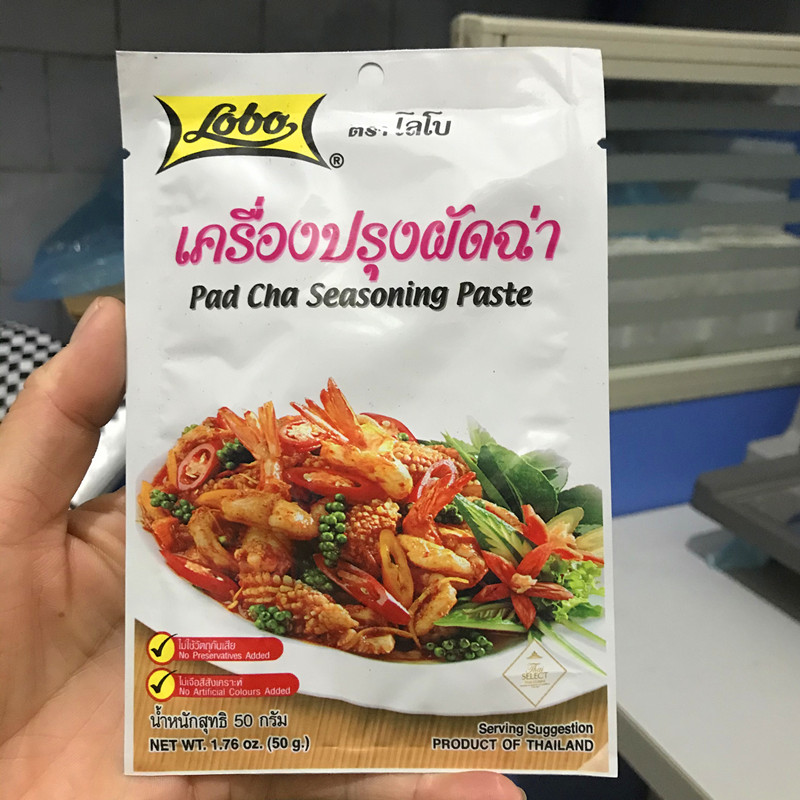 Lobo
®
ตรา โลโบ
เครื่องปรุงผัดฉ่า
Pad Cha Seasoning Paste
ไม่ใช้วัตถุกันเสีย
No Preservatives Added
ไม่เจือสีสังเคราะห์
No Artificial Colours Added
Thai
SELECT
น้ำหนักสุทธิ 50 กรัม
NET WT. 1.76 oz. (50 g.)
Serving Suggestion
PRODUCT OF THAILAND